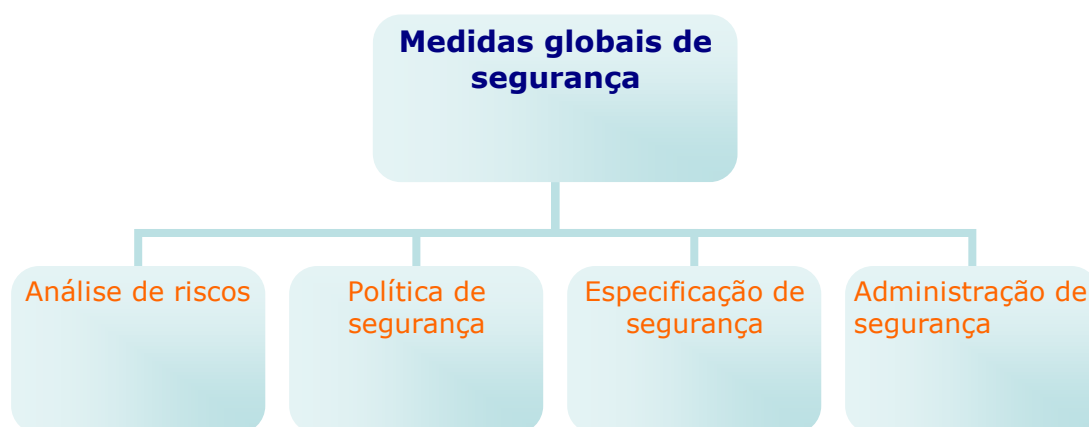 Medidas globais de
segurança
Análise de riscos
Política de
segurança
Especificação de
segurança
Administração de
segurança